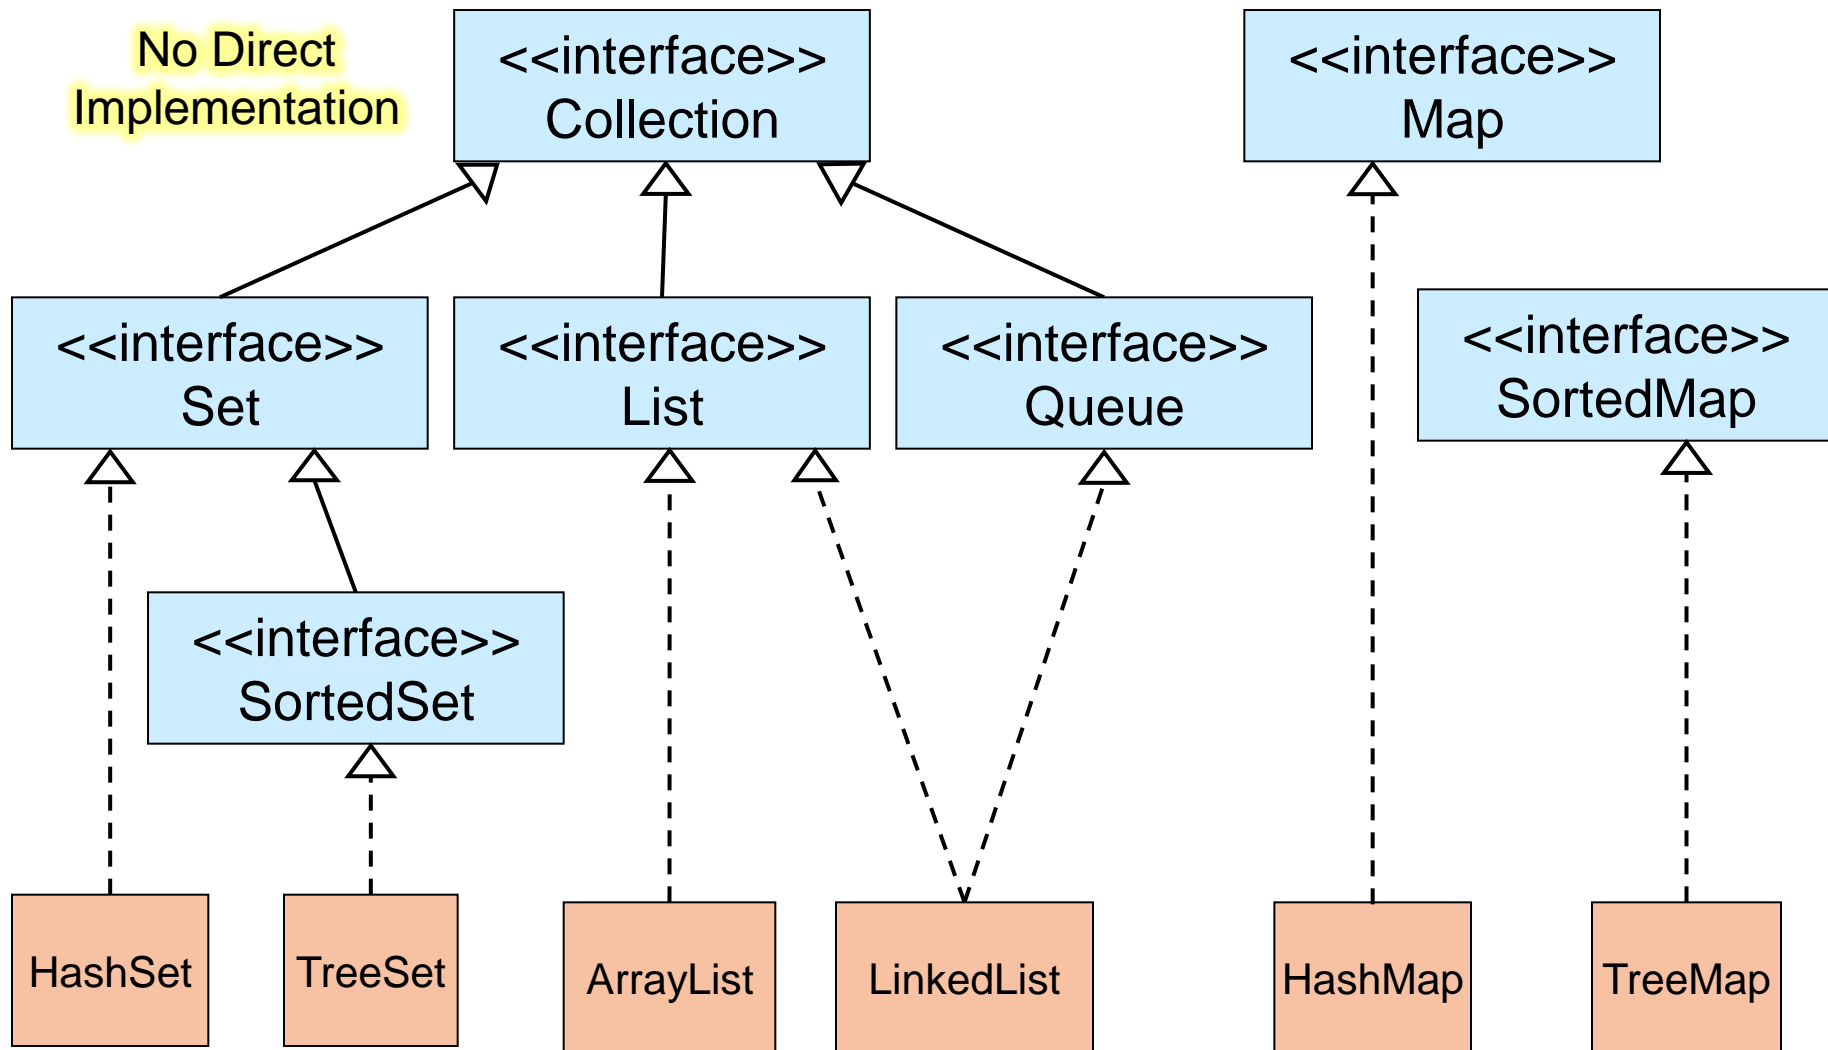 No Direct
Implementation
<<interface>>
Collection
<<interface>>
Map
<<interface>>
Set
<<interface>>
List
<<interface>>
Queue
<<interface>>
SortedMap
<<interface>>
SortedSet
HashSet
TreeSet
ArrayList
LinkedList
HashMap
TreeMap